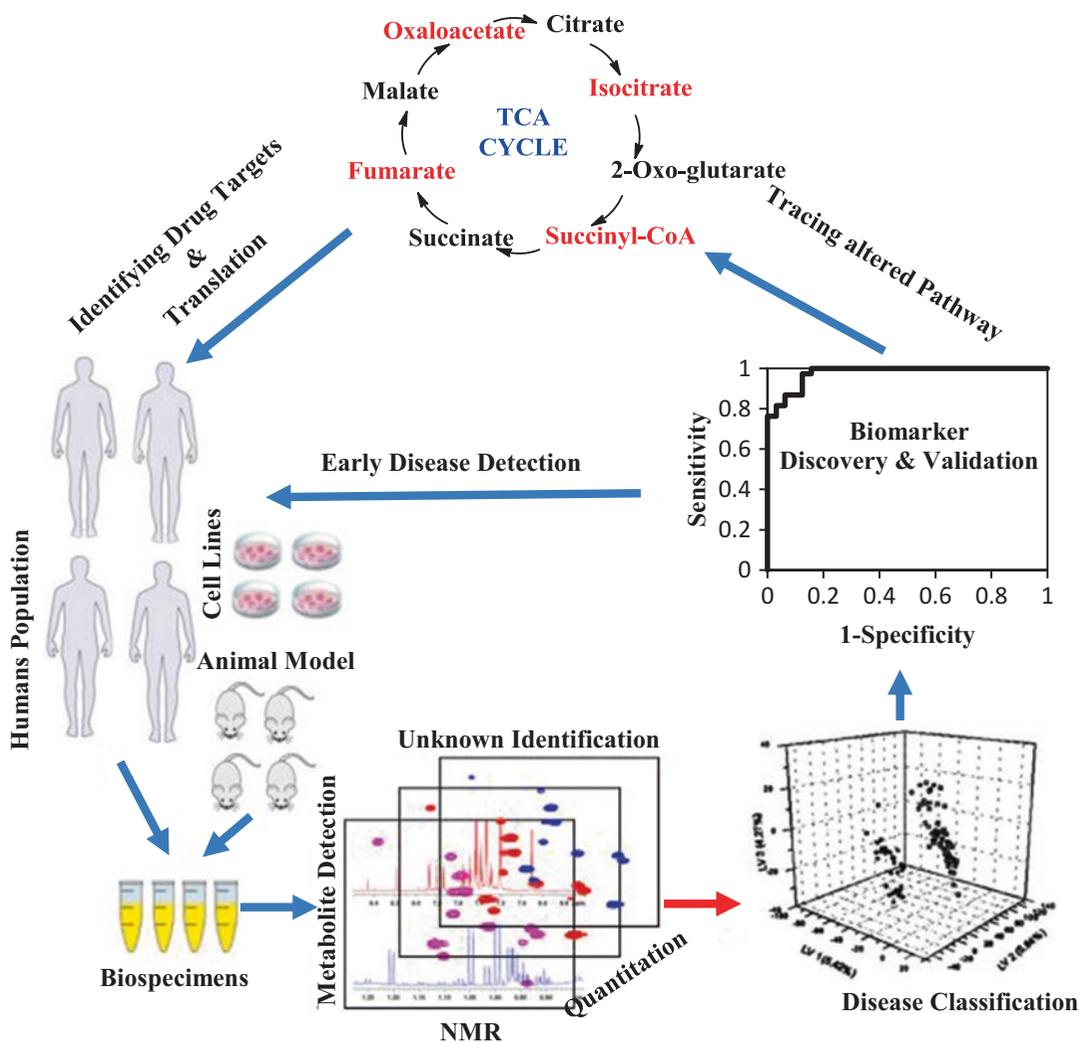 Oxaloacetate
Citrate
Malate
Isocitrate
TCA
CYCLE
Fumarate
2-Oxo-glutarate
Succinate
Succinyl-CoA
Identifying Drug Targets
&
Translation
Tracing altered Pathway
Early Disease Detection
Humans Population
Cell Lines
Animal Model
Sensitivity
1
0.8
0.6
0.4
0.2
0
Biomarker
Discovery & Validation
0 0.2 0.4 0.6 0.8 1
1-Specificity
Unknown Identification
Metabolite Detection
Quantitation
NMR
Biospecimens
Disease Classification